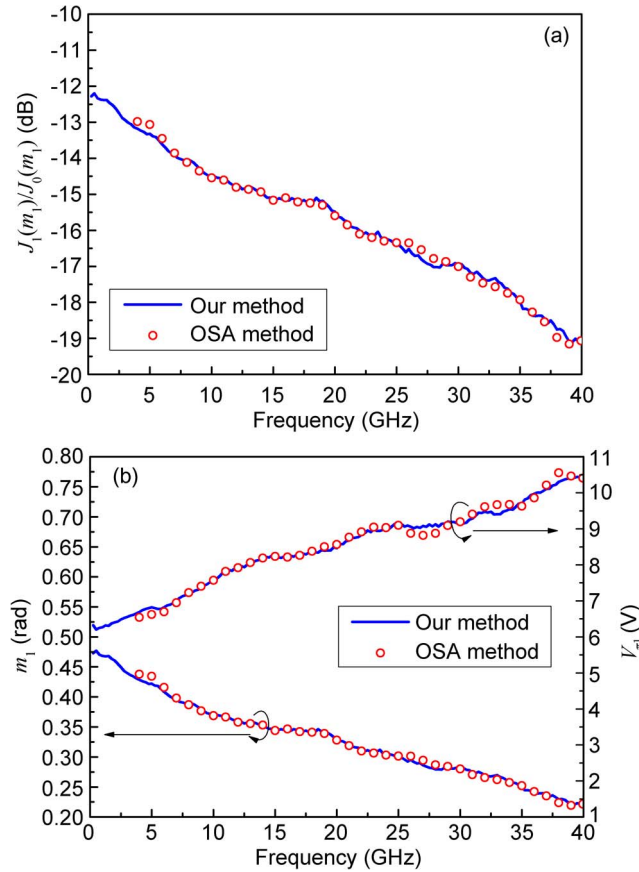 (a)
-10
-11
-12
-13
-14
-15
-16
-17
-18
-19
-20
J₁(m₁)/J₀(m₁) (dB)
Our method
OSA method
0 5 10 15 20 25 30 35 40
Frequency (GHz)
(b)
0.80
0.75
0.70
0.65
0.60
0.55
0.50
0.45
0.40
0.35
0.30
0.25
0.20
m₁ (rad)
11
10
9
8
7
6
5
4
3
2
1
Vπ1 (V)
Our method
OSA method
0 5 10 15 20 25 30 35 40
Frequency (GHz)